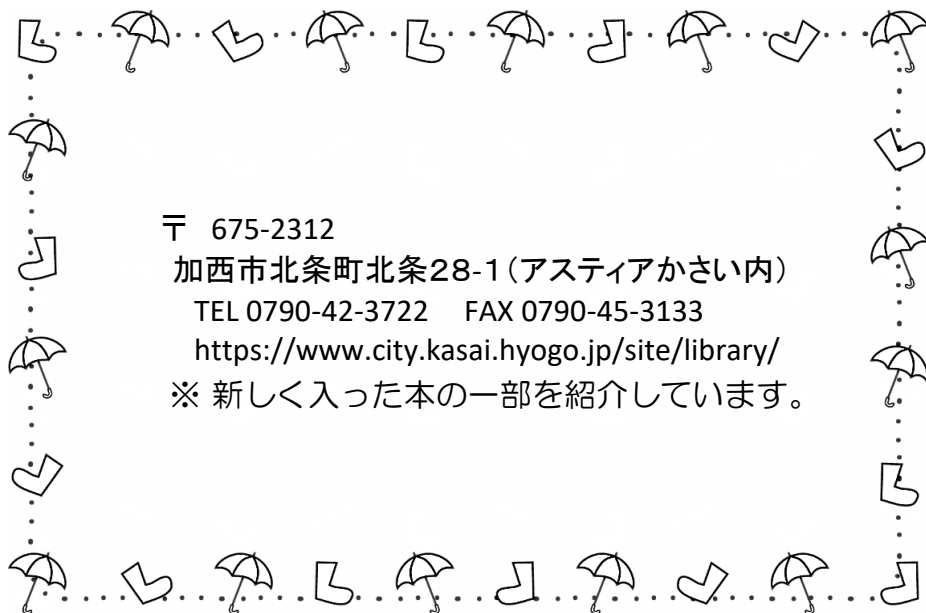 〒 675-2312
加西市北条町北条28-1(アスティアかさい内)
TEL 0790-42-3722 FAX 0790-45-3133
https://www.city.kasai.hyogo.jp/site/library/
※ 新しく入った本の一部を紹介しています。